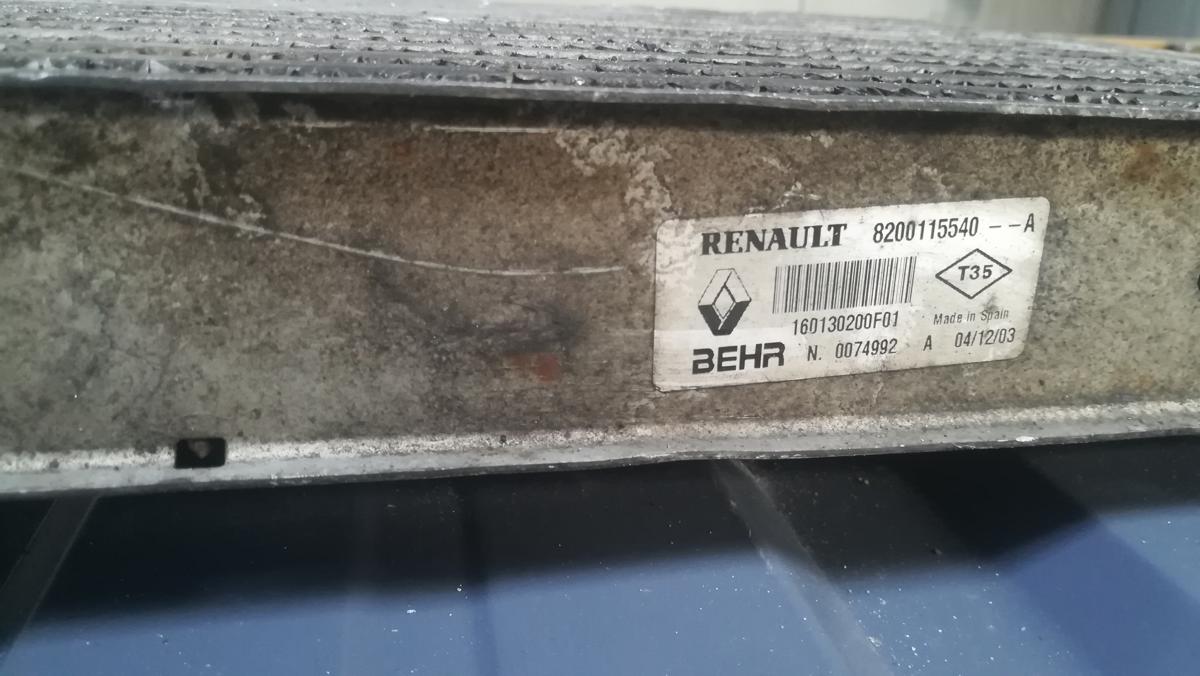 RENAULT 8200115540 --A
T35
160130200F01
Made in Spain
BEHR N. 0074992 A 04/12/03